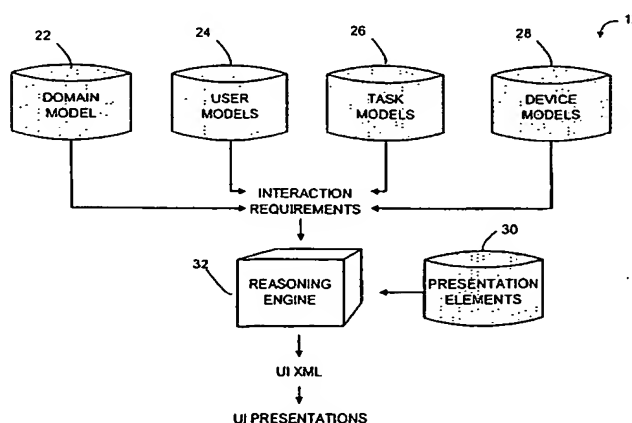 22
24
26
28
1
DOMAIN
MODEL
USER
MODELS
TASK
MODELS
DEVICE
MODELS
INTERACTION
REQUIREMENTS
30
32
REASONING
ENGINE
PRESENTATION
ELEMENTS
UI XML
UI PRESENTATIONS